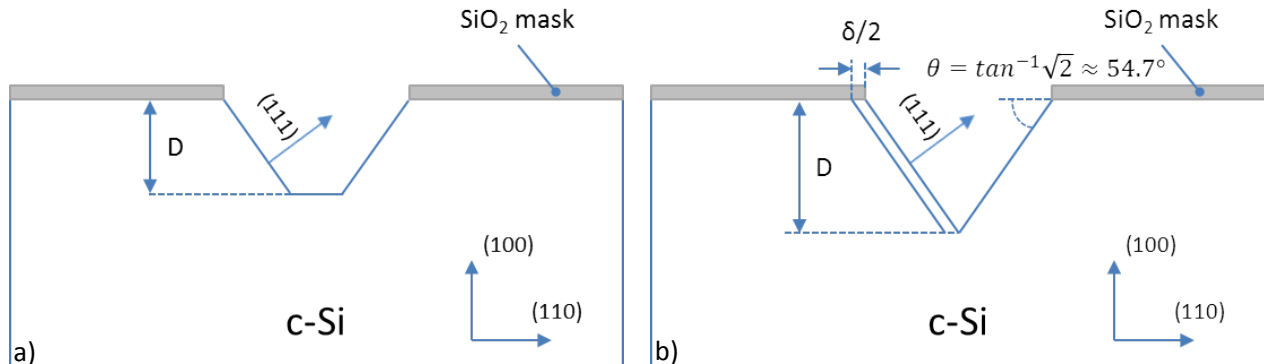 SiO₂ mask
D
(111)
(100)
(110)
c-Si
a)
SiO₂ mask
δ/2
θ = tan⁻¹√2 ≈ 54.7°
(111)
D
(100)
(110)
c-Si
b)